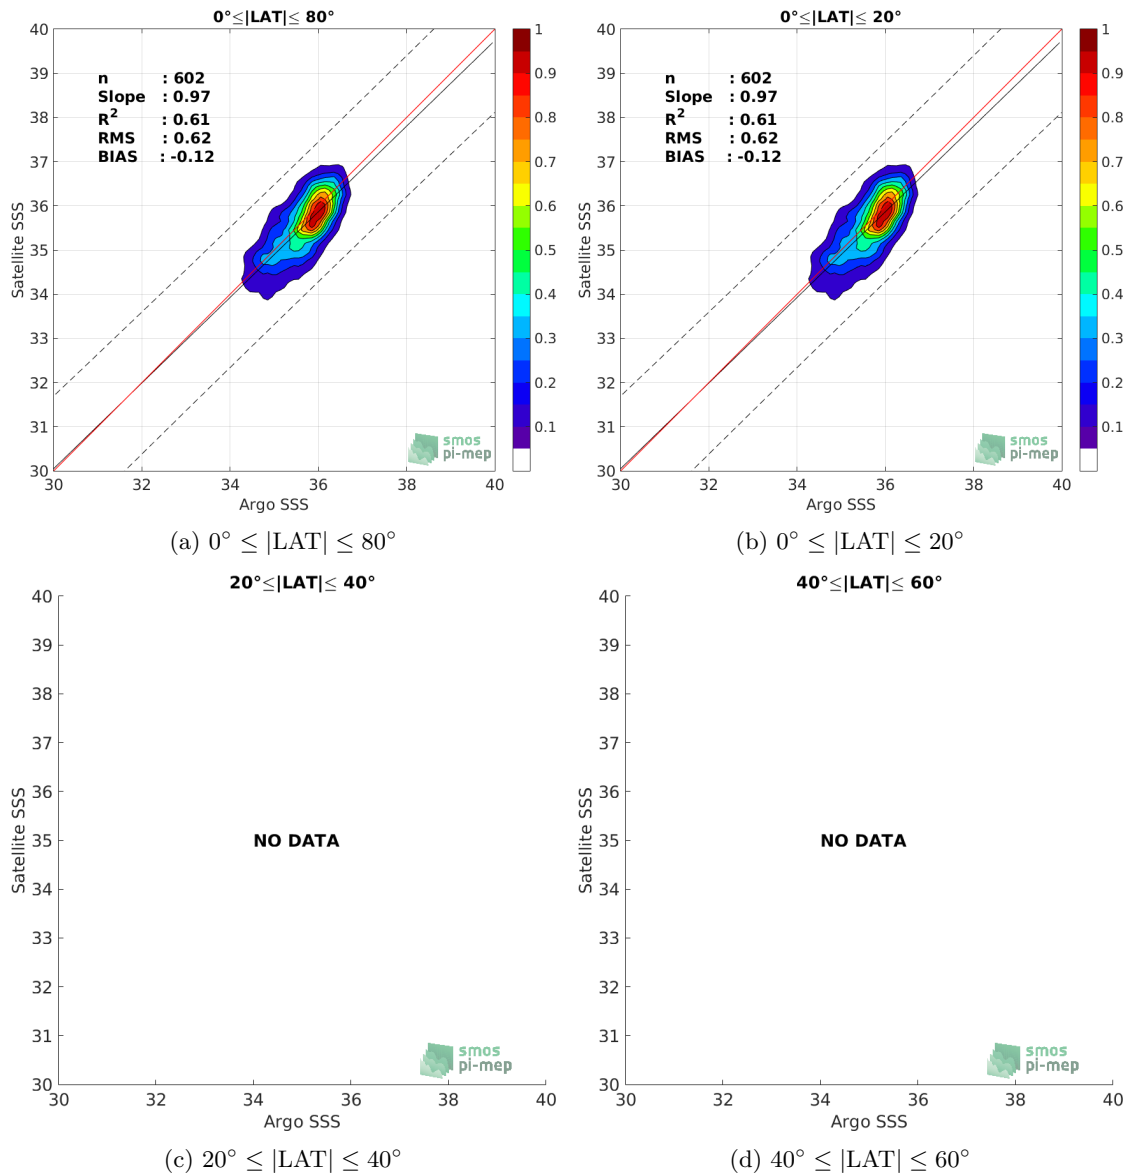 0°≤|LAT|≤ 80°
40
39
38
37
36
35
34
33
32
31
30
Satellite SSS
n : 602
Slope : 0.97
R² : 0.61
RMS : 0.62
BIAS : -0.12
smos
pi-mep
30 32 34 36 38 40
Argo SSS
1
0.9
0.8
0.7
0.6
0.5
0.4
0.3
0.2
0.1
(a) 0° ≤ |LAT| ≤ 80°
0°≤|LAT|≤ 20°
40
39
38
37
36
35
34
33
32
31
30
Satellite SSS
n : 602
Slope : 0.97
R² : 0.61
RMS : 0.62
BIAS : -0.12
smos
pi-mep
30 32 34 36 38 40
Argo SSS
1
0.9
0.8
0.7
0.6
0.5
0.4
0.3
0.2
0.1
(b) 0° ≤ |LAT| ≤ 20°
20°≤|LAT|≤ 40°
40
39
38
37
36
35
34
33
32
31
30
Satellite SSS
NO DATA
smos
pi-mep
30 32 34 36 38 40
Argo SSS
(c) 20° ≤ |LAT| ≤ 40°
40°≤|LAT|≤ 60°
40
39
38
37
36
35
34
33
32
31
30
Satellite SSS
NO DATA
smos
pi-mep
30 32 34 36 38 40
Argo SSS
(d) 40° ≤ |LAT| ≤ 60°